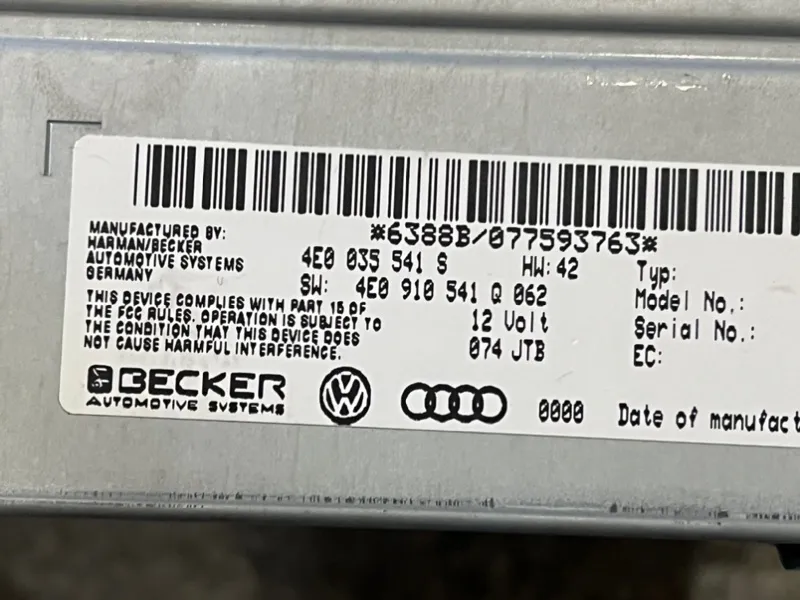 *6388B/077593763*
MANUFACTURED BY:
HARMAN/BECKER
AUTOMOTIVE SYSTEMS
GERMANY
4E0 035 541 S HW: 42
SW: 4E0 910 541 Q 062
12 Volt
074 JTB
Typ:
Model No.:
Serial No.:
EC:
THIS DEVICE COMPLIES WITH PART 15 OF
THE FCC RULES. OPERATION IS SUBJECT TO
THE CONDITION THAT THIS DEVICE DOES
NOT CAUSE HARMFUL INTERFERENCE.
BECKER
AUTOMOTIVE SYSTEMS
VW
0000
Date of manufact